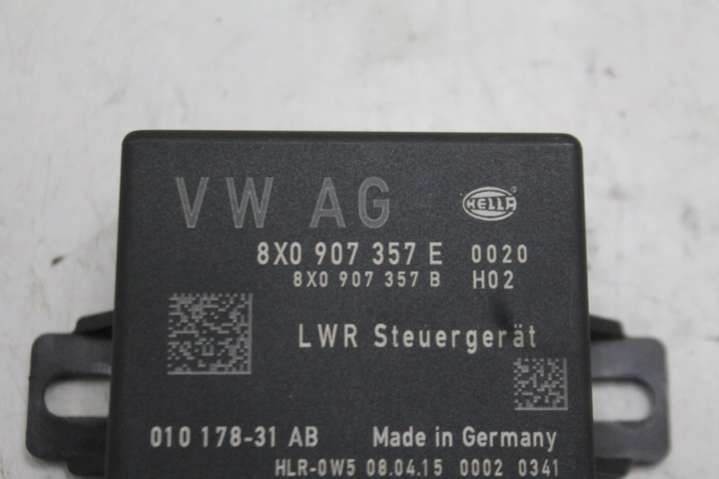 VW AG
HELLA
8X0 907 357 E 0020
8X0 907 357 B H02
LWR Steuergerät
010 178-31 AB Made in Germany
HLR-0W5 08.04.15 0002 0341